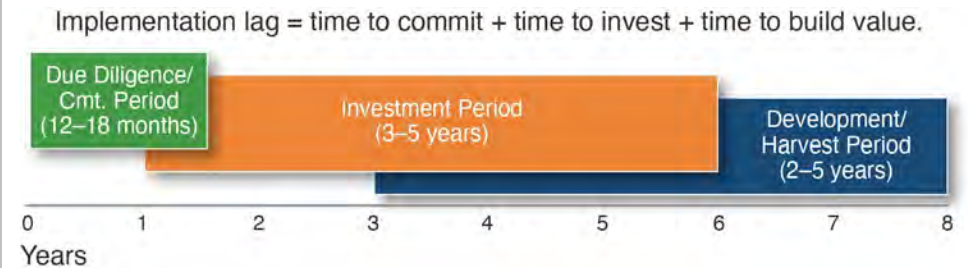 Implementation lag = time to commit + time to invest + time to build value.
Due Diligence/
Cmt. Period
(12–18 months)
Investment Period
(3–5 years)
Development/
Harvest Period
(2–5 years)
0 1 2 3 4 5 6 7 8
Years